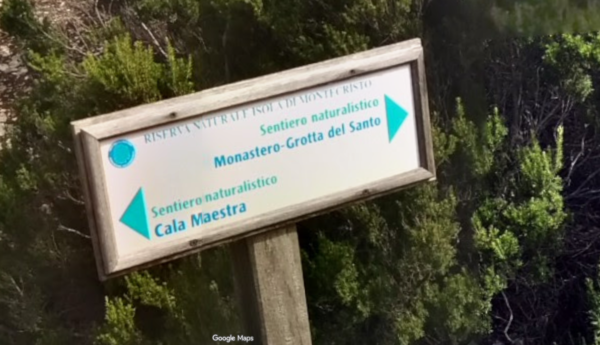 RISERVA NATURALE ISOLA DI MONTECRISTO
Sentiero naturalistico
Monastero-Grotta del Santo
Sentiero naturalistico
Cala Maestra
Google Maps